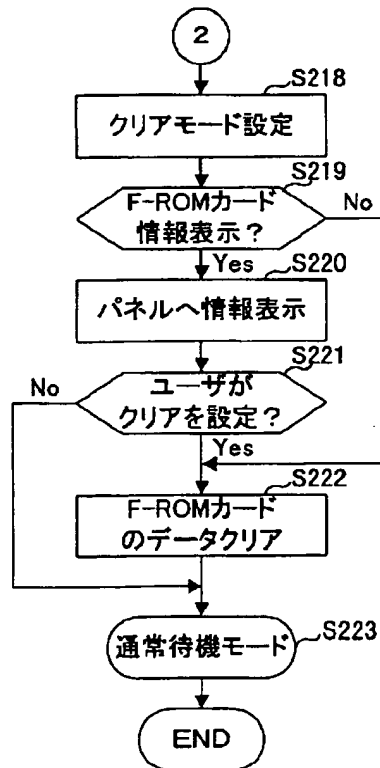 2
S218
クリアモード設定
S219
F-ROMカード
情報表示？
No
Yes
S220
パネルへ情報表示
S221
No
ユーザが
クリアを設定？
Yes
S222
F-ROMカード
のデータクリア
通常待機モード
S223
END